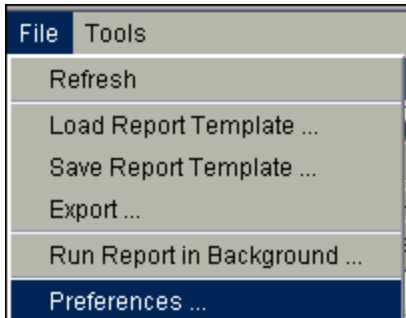 File Tools
Refresh
Load Report Template ...
Save Report Template ...
Export ...
Run Report in Background ...
Preferences ...